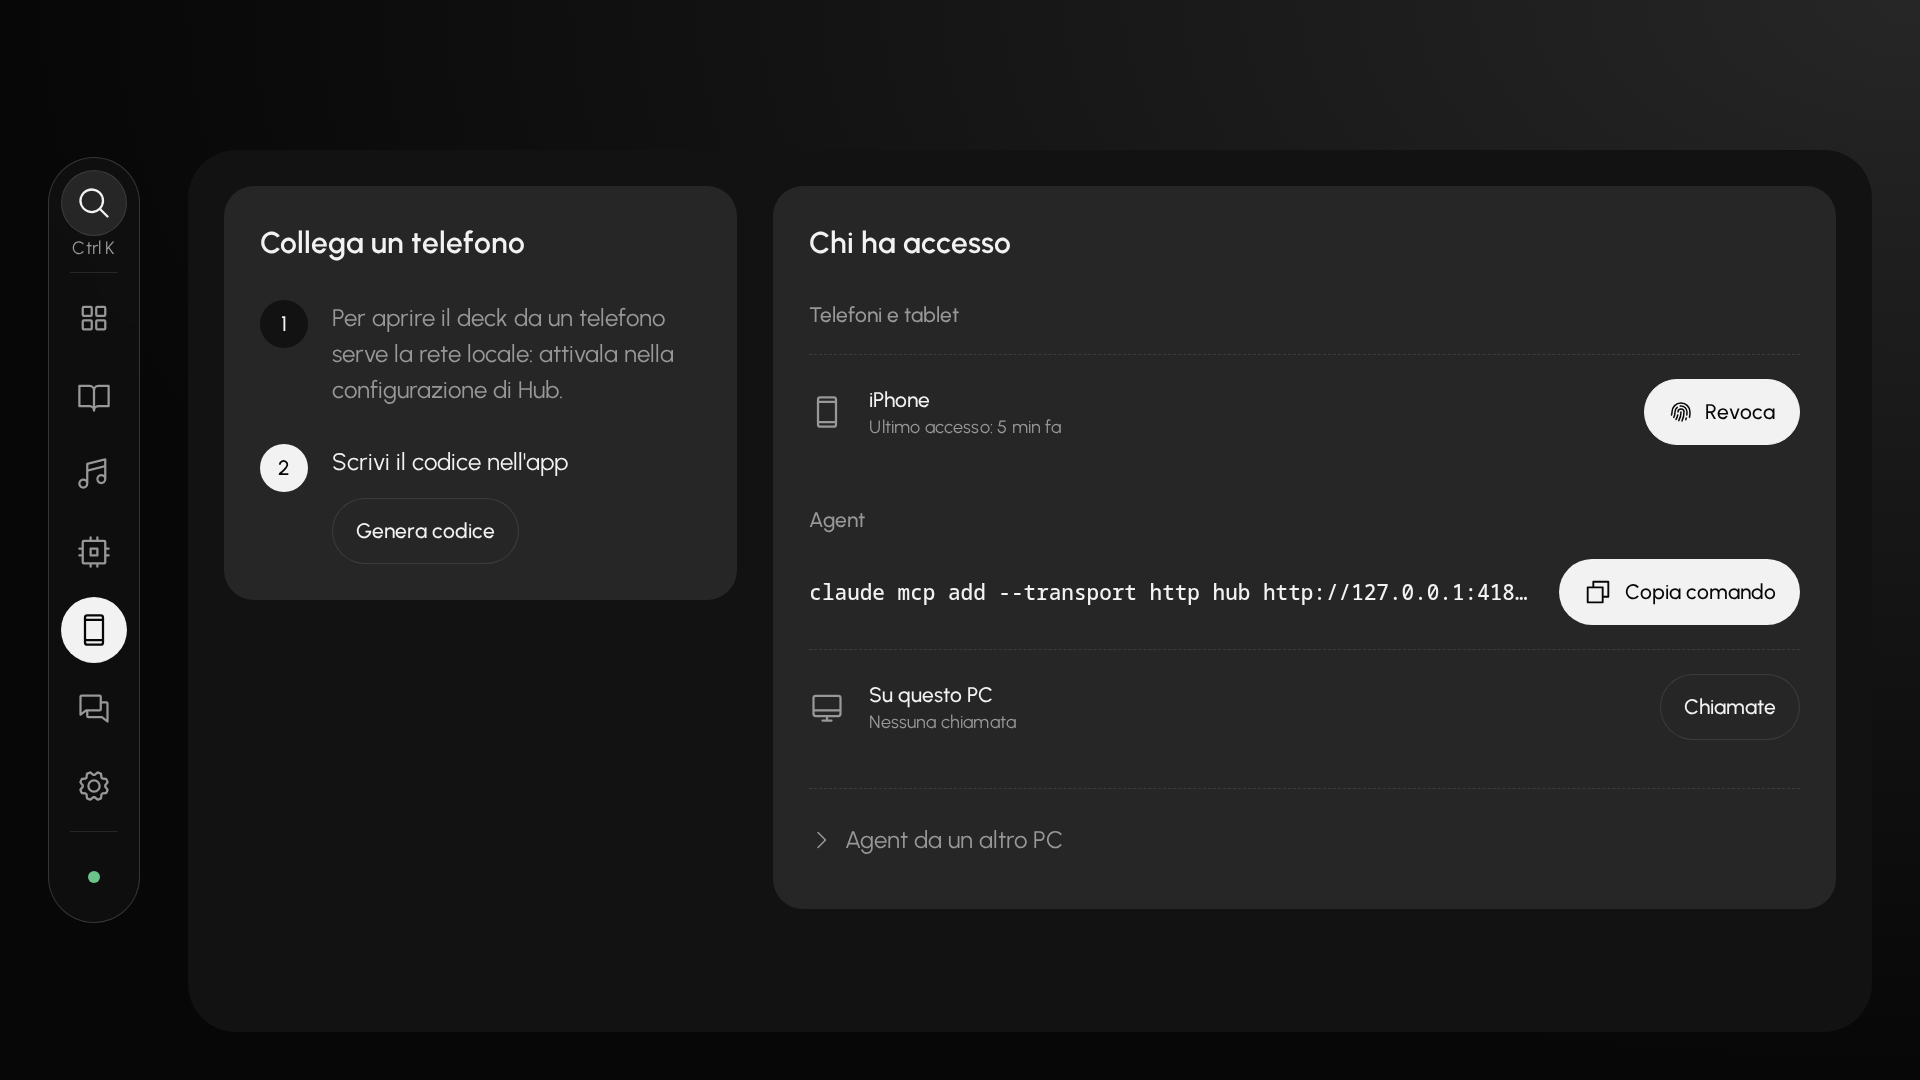 Ctrl K
Collega un telefono
1
Per aprire il deck da un telefono
serve la rete locale: attivala nella
configurazione di Hub.
2
Scrivi il codice nell'app
Genera codice
Chi ha accesso
Telefoni e tablet
iPhone
Ultimo accesso: 5 min fa
Revoca
Agent
claude mcp add --transport http hub http://127.0.0.1:418…
Copia comando
Su questo PC
Nessuna chiamata
Chiamate
Agent da un altro PC